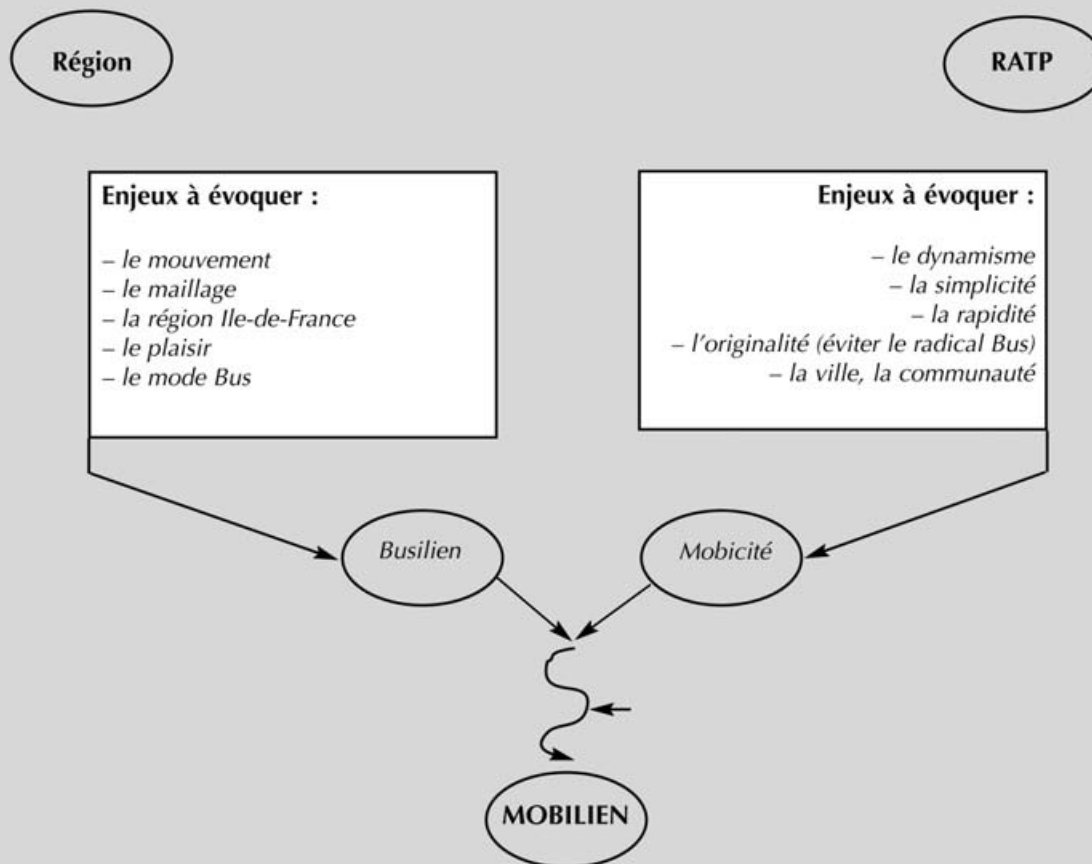 Région
RATP
Enjeux à évoquer :
– le mouvement
– le maillage
– la région Ile-de-France
– le plaisir
– le mode Bus
Enjeux à évoquer :
– le dynamisme
– la simplicité
– la rapidité
– l’originalité (éviter le radical Bus)
– la ville, la communauté
Busilien
Mobicité
MOBILIEN